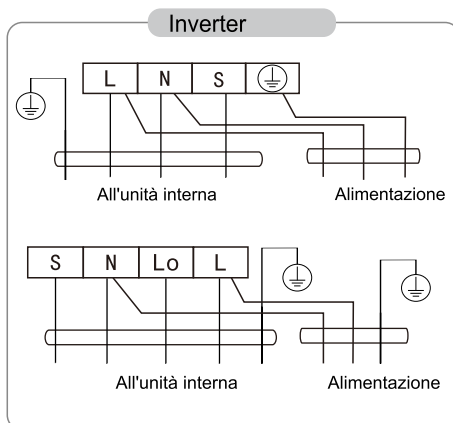 Inverter
L N S
All'unità interna Alimentazione
S N Lo L
All'unità interna Alimentazione